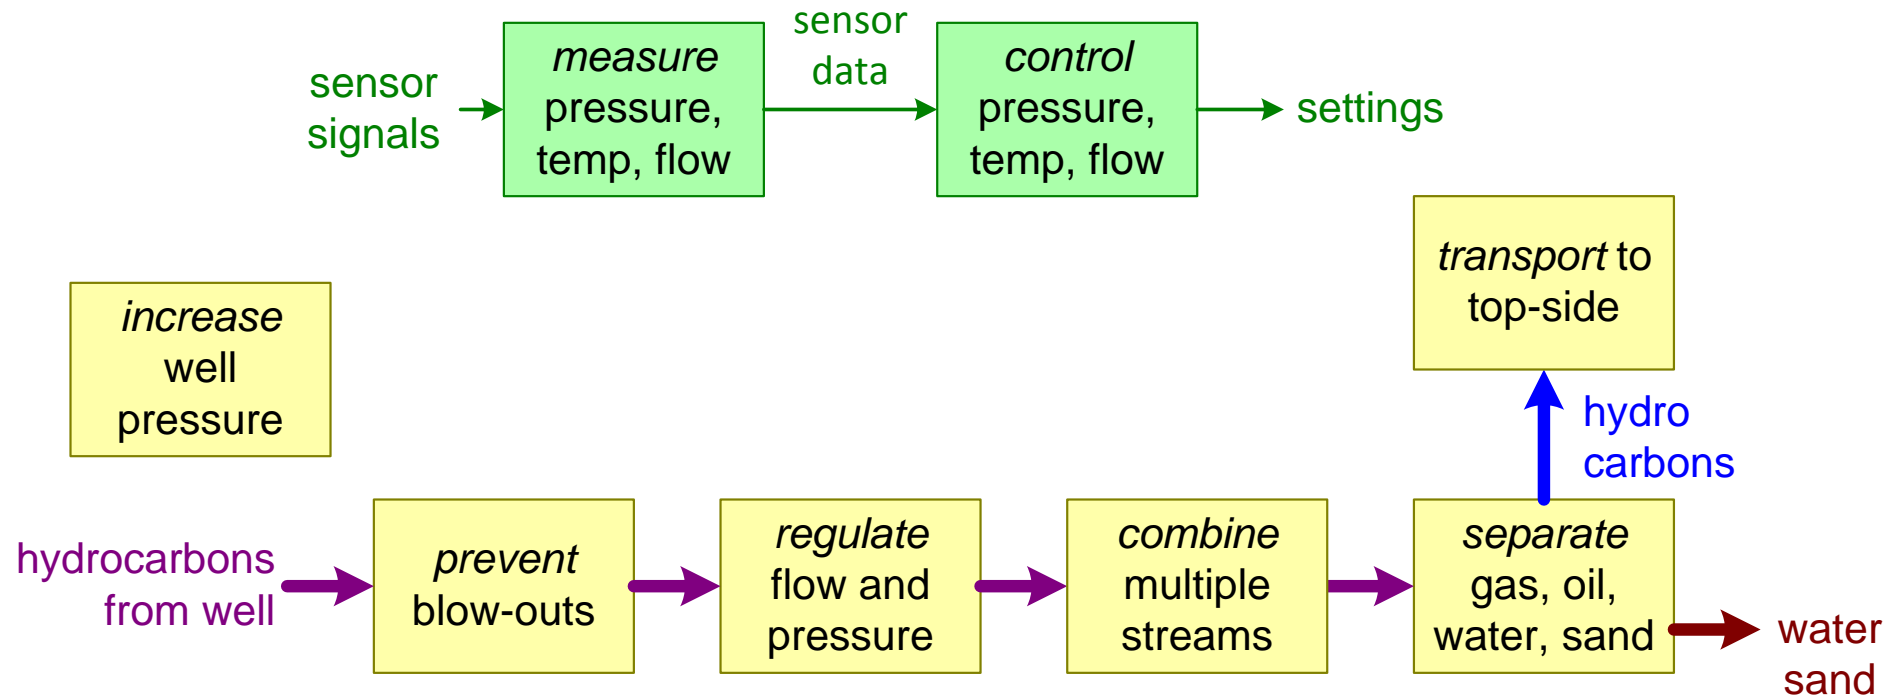 sensor
signals
measure
pressure,
temp, flow
sensor
data
control
pressure,
temp, flow
settings
transport to
top-side
increase
well
pressure
hydro
carbons
hydrocarbons
from well
prevent
blow-outs
regulate
flow and
pressure
combine
multiple
streams
separate
gas, oil,
water, sand
water
sand